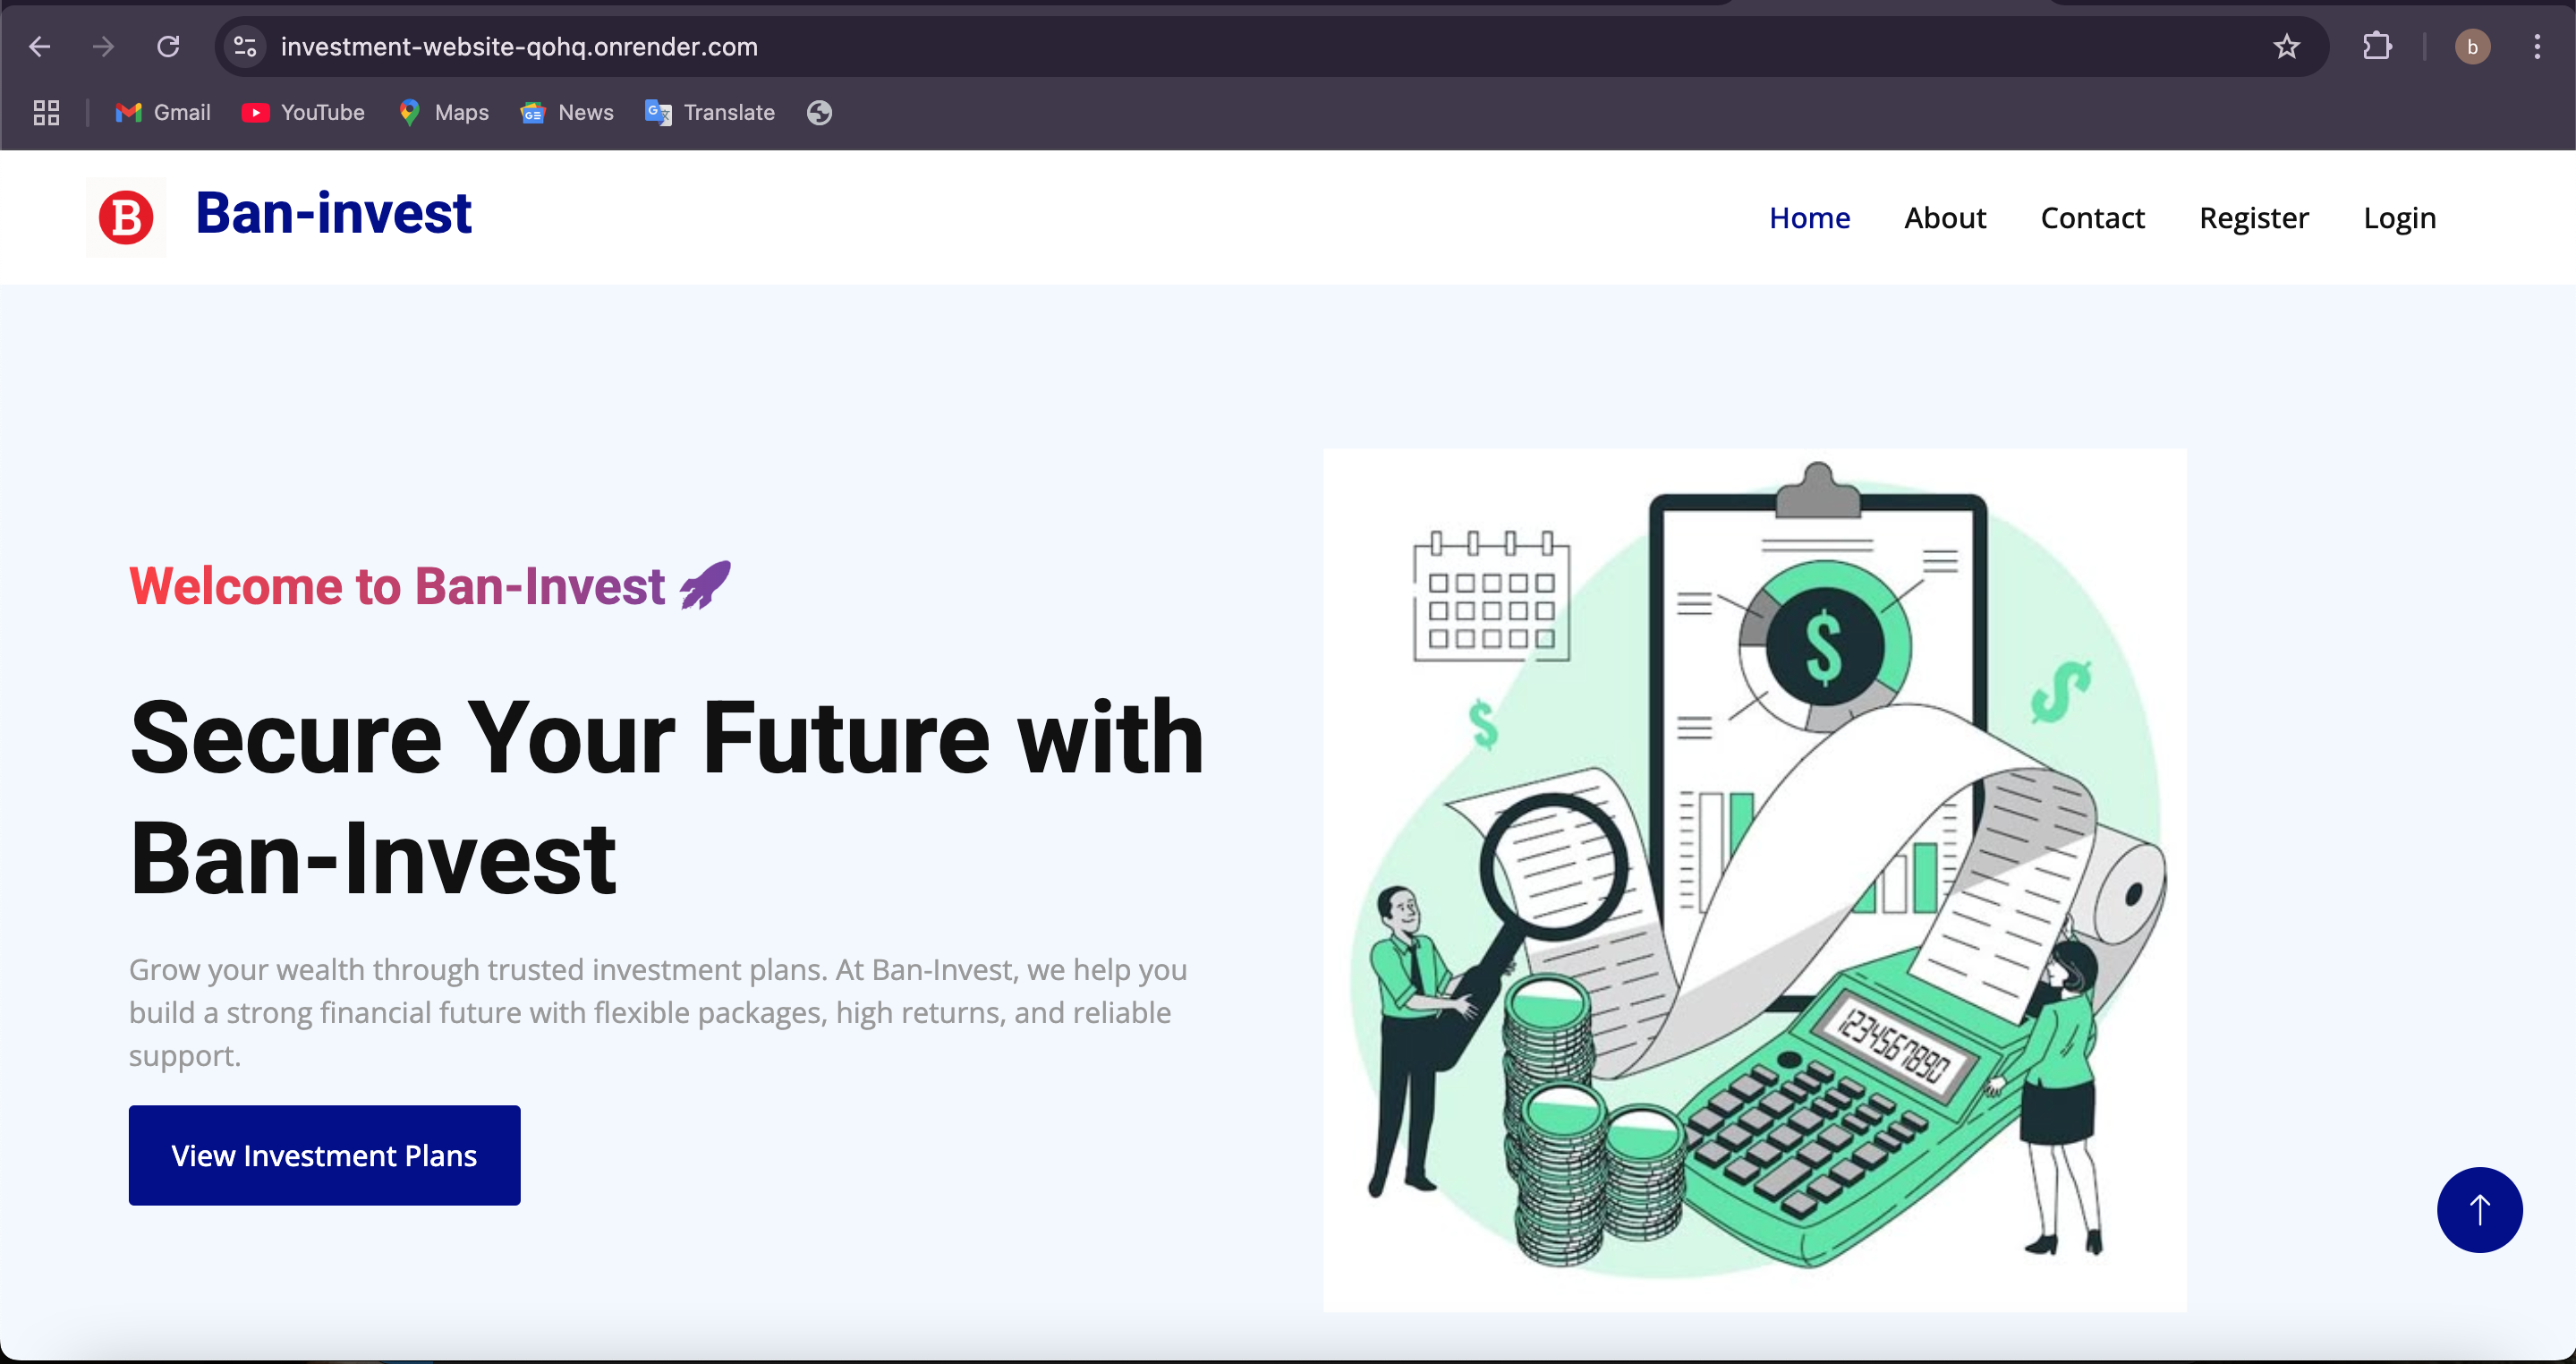 investment-website-qohq.onrender.com
b
Gmail
YouTube
Maps
News
Translate
B
Ban-invest
Home
About
Contact
Register
Login
Welcome to Ban-Invest 🚀
Secure Your Future with
Ban-Invest
Grow your wealth through trusted investment plans. At Ban-Invest, we help you
build a strong financial future with flexible packages, high returns, and reliable
support.
View Investment Plans
$
$
$
1234567890